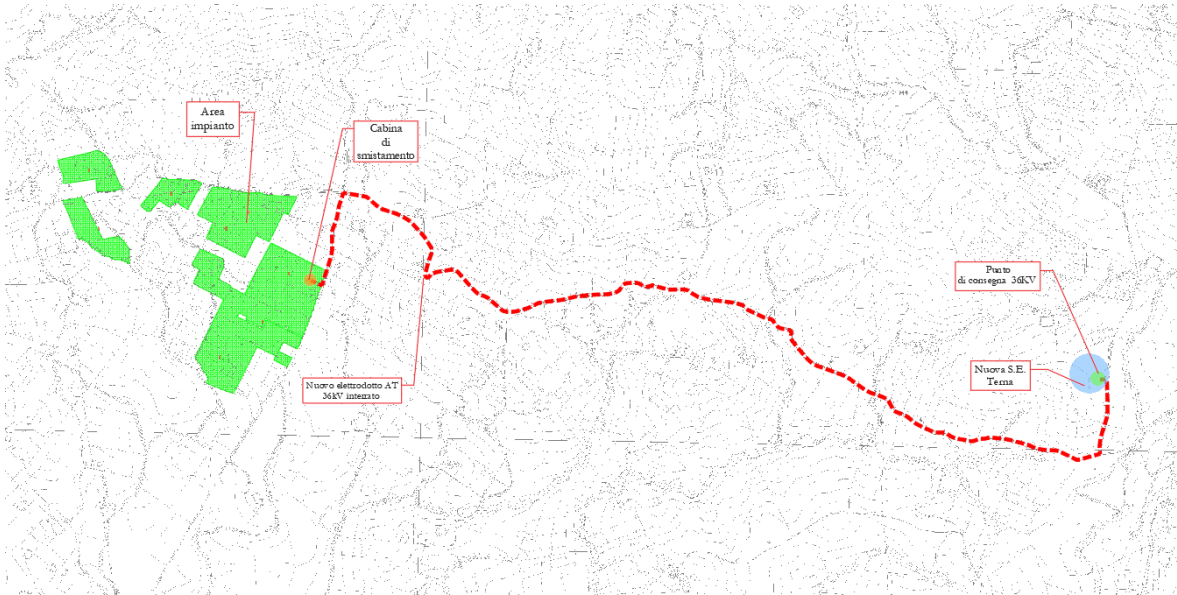 Area
impianto
Cabina
di
smistamento
Punto
di consegna 36KV
Nuova S.E.
Terna
Nuovo elettrodotto AT
36kV interrato